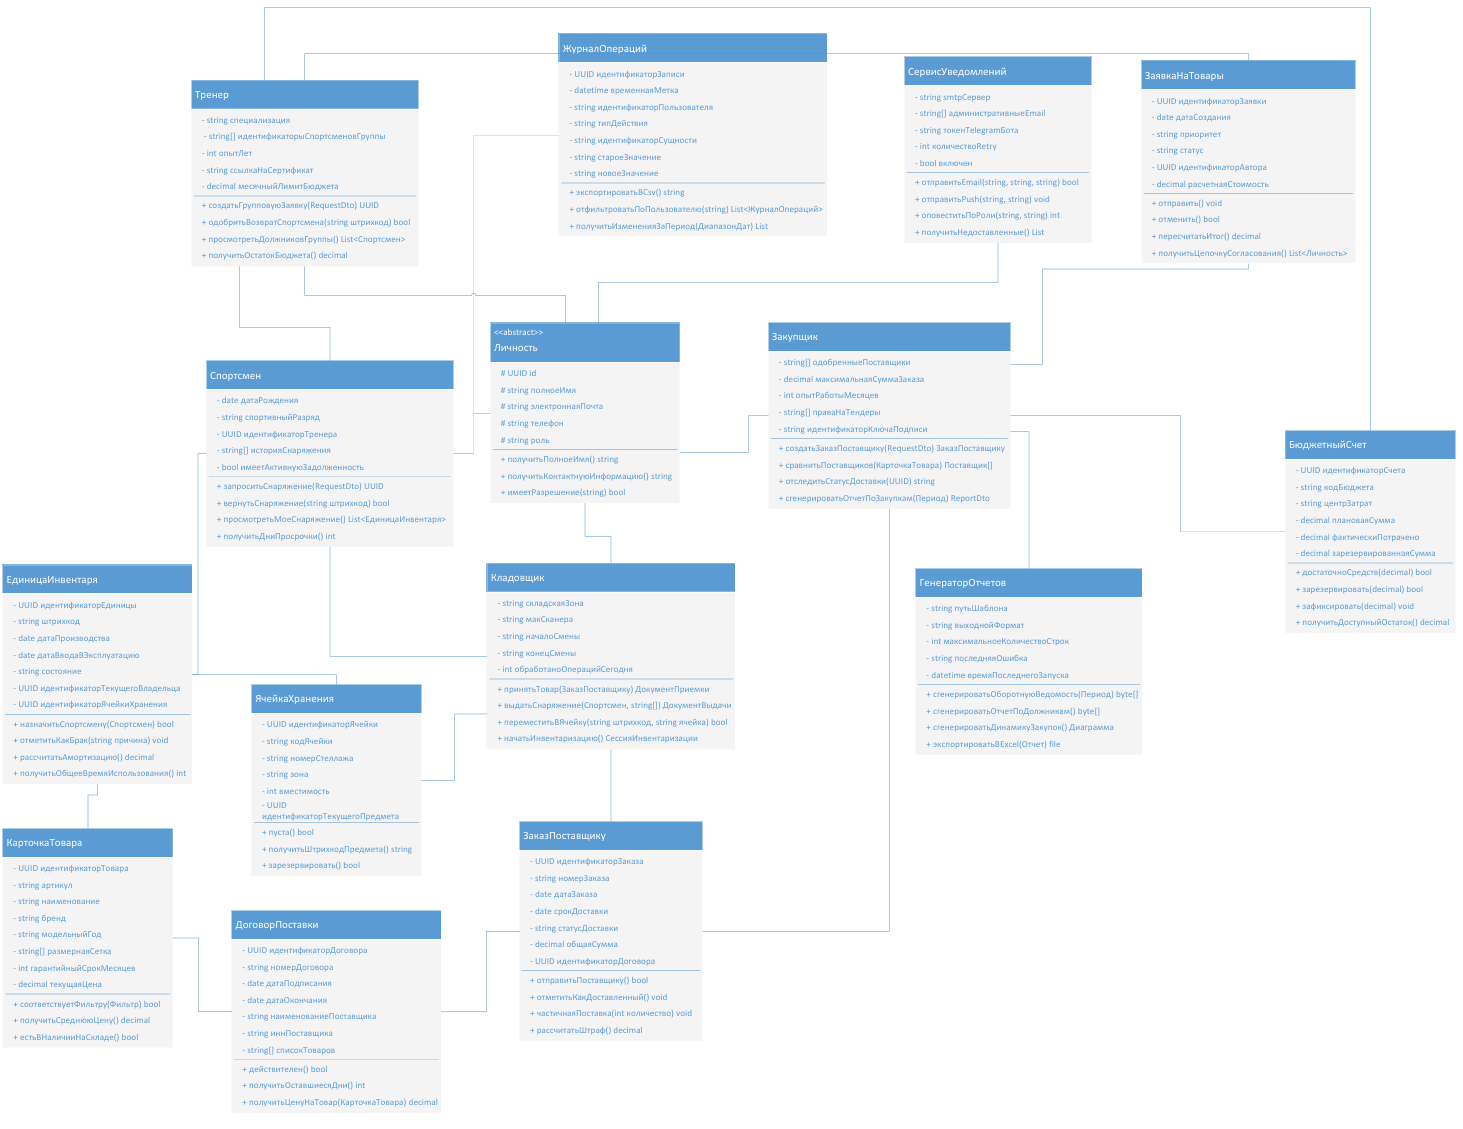 ЖурналОпераций
- UUID идентификаторЗаписи
- datetime временнаяМетка
- string идентификаторПользователя
- string типДействия
- string идентификаторСущности
- string староеЗначение
- string новоеЗначение
+ экспортироватьВCsv() string
+ отфильтроватьПоПользователю(string) List<ЖурналОпераций>
+ получитьИзмененияЗаПериод(ДиапазонДат) List
СервисУведомлений
- string smtpСервер
- string[] административныеEmail
- string токенTelegramБота
- int количествоRetry
- bool включен
+ отправитьEmail(string, string, string) bool
+ отправитьPush(string, string) void
+ оповеститьПоРоли(string, string) int
+ получитьНедоставленные() List
ЗаявкаНаТовары
- UUID идентификаторЗаявки
- date датаСоздания
- string приоритет
- string статус
- UUID идентификаторАвтора
- decimal расчетнаяСтоимость
+ отправить() void
+ отменить() bool
+ пересчитатьИтог() decimal
+ получитьЦепочкуСогласования() List<Личность>
Тренер
- string специализация
- string[] идентификаторыСпортсменовГруппы
- int опытЛет
- string ссылкаНаСертификат
- decimal месячныйЛимитБюджета
+ создатьГрупповуюЗаявку(RequestDto) UUID
+ одобритьВозвратСпортсмена(string штрихкод) bool
+ просмотретьДолжниковГруппы() List<Спортсмен>
+ получитьОстатокБюджета() decimal
<<abstract>>
Личность
# UUID id
# string полноеИмя
# string электроннаяПочта
# string телефон
# string роль
+ получитьПолноеИмя() string
+ получитьКонтактнуюИнформацию() string
+ имеетРазрешение(string) bool
Закупщик
- string[] одобренныеПоставщики
- decimal максимальнаяСуммаЗаказа
- int опытРаботыМесяцев
- string[] праваНаТендеры
- string идентификаторКлючаПодписи
+ создатьЗаказПоставщику(RequestDto) ЗаказПоставщику
+ сравнитьПоставщиков(КарточкаТовара) Поставщик[]
+ отследитьСтатусДоставки(UUID) string
+ сгенерироватьОтчетПоЗакупкам(Период) ReportDto
Спортсмен
- date датаРождения
- string спортивныйРазряд
- UUID идентификаторТренера
- string[] историяСнаряжения
- bool имеетАктивнуюЗадолженность
+ запроситьСнаряжение(RequestDto) UUID
+ вернутьСнаряжение(string штрихкод) bool
+ просмотретьМоеСнаряжение() List<ЕдиницаИнвентаря>
+ получитьДниПросрочки() int
БюджетныйСчет
- UUID идентификаторСчета
- string кодБюджета
- string центрЗатрат
- decimal плановаяСумма
- decimal фактическиПотрачено
- decimal зарезервированнаяСумма
+ достаточноСредств(decimal) bool
+ зарезервировать(decimal) bool
+ зафиксировать(decimal) void
+ получитьДоступныйОстаток() decimal
ЕдиницаИнвентаря
- UUID идентификаторЕдиницы
- string штрихкод
- date датаПроизводства
- date датаВводаВЭксплуатацию
- string состояние
- UUID идентификаторТекущегоВладельца
- UUID идентификаторЯчейкиХранения
+ назначитьСпортсмену(Спортсмен) bool
+ отметитьКакБрак(string причина) void
+ рассчитатьАмортизацию() decimal
+ получитьОбщееВремяИспользования() int
Кладовщик
- string складскаяЗона
- string макСканера
- string началоСмены
- string конецСмены
- int обработаноОперацийСегодня
+ принятьТовар(ЗаказПоставщику) ДокументПриемки
+ выдатьСнаряжение(Спортсмен, string[]) ДокументВыдачи
+ переместитьВЯчейку(string штрихкод, string ячейка) bool
+ начатьИнвентаризацию() СессияИнвентаризации
ГенераторОтчетов
- string путьШаблона
- string выходнойФормат
- int максимальноеКоличествоСтрок
- string последняяОшибка
- datetime времяПоследнегоЗапуска
+ сгенерироватьОборотнуюВедомость(Период) byte[]
+ сгенерироватьОтчетПоДолжникам() byte[]
+ сгенерироватьДинамикуЗакупок() Диаграмма
+ экспортироватьВExcel(Отчет) file
ЯчейкаХранения
- UUID идентификаторЯчейки
- string кодЯчейки
- string номерСтеллажа
- string зона
- int вместимость
- UUID
идентификаторТекущегоПредмета
+ пуста() bool
+ получитьШтрихкодПредмета() string
+ зарезервировать() bool
КарточкаТовара
- UUID идентификаторТовара
- string артикул
- string наименование
- string бренд
- string модельныйГод
- string[] размернаяСетка
- int гарантийныйСрокМесяцев
- decimal текущаяЦена
+ соответствуетФильтру(Фильтр) bool
+ получитьСреднююЦену() decimal
+ естьВНаличииНаСкладе() bool
ЗаказПоставщику
- UUID идентификаторЗаказа
- string номерЗаказа
- date датаЗаказа
- date срокДоставки
- string статусДоставки
- decimal общаяСумма
- UUID идентификаторДоговора
+ отправитьПоставщику() bool
+ отметитьКакДоставленный() void
+ частичнаяПоставка(int количество) void
+ рассчитатьШтраф() decimal
ДоговорПоставки
- UUID идентификаторДоговора
- string номерДоговора
- date датаПодписания
- date датаОкончания
- string наименованиеПоставщика
- string иннПоставщика
- string[] списокТоваров
+ действителен() bool
+ получитьОставшиесяДни() int
+ получитьЦенуНаТовар(КарточкаТовара) decimal